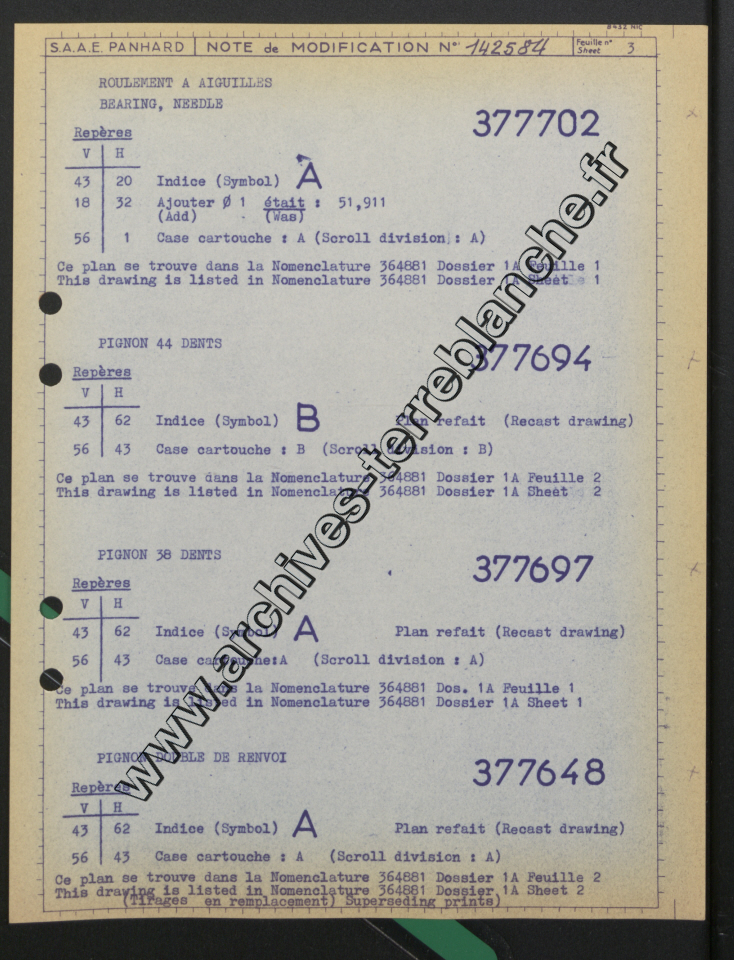 8432 NIC
S.A.A.E. PANHARD | NOTE de MODIFICATION N° 142584 Feuille n° Sheet 3
ROULEMENT A AIGUILLES
BEARING, NEEDLE
377702
Repères
V H
43 20 Indice (Symbol) A
18 32 Ajouter Ø 1 était : 51,911
(Add) (Was)
56 1 Case cartouche : A (Scroll division : A)
Ce plan se trouve dans la Nomenclature 364881 Dossier 1A Feuille 1
This drawing is listed in Nomenclature 364881 Dossier 1A Sheet 1
PIGNON 44 DENTS
377694
Repères
V H
43 62 Indice (Symbol) B Plan refait (Recast drawing)
56 43 Case cartouche : B (Scroll division : B)
Ce plan se trouve dans la Nomenclature 364881 Dossier 1A Feuille 2
This drawing is listed in Nomenclature 364881 Dossier 1A Sheet 2
PIGNON 38 DENTS
377697
Repères
V H
43 62 Indice (Symbol) A Plan refait (Recast drawing)
56 43 Case cartouche:A (Scroll division : A)
Ce plan se trouve dans la Nomenclature 364881 Dos. 1A Feuille 1
This drawing is listed in Nomenclature 364881 Dossier 1A Sheet 1
PIGNON DOUBLE DE RENVOI
377648
Repères
V H
43 62 Indice (Symbol) A Plan refait (Recast drawing)
56 43 Case cartouche : A (Scroll division : A)
Ce plan se trouve dans la Nomenclature 364881 Dossier 1A Feuille 2
This drawing is listed in Nomenclature 364881 Dossier 1A Sheet 2
(Tirages en remplacement) Superseding prints)
www.archives-terreblanche.fr